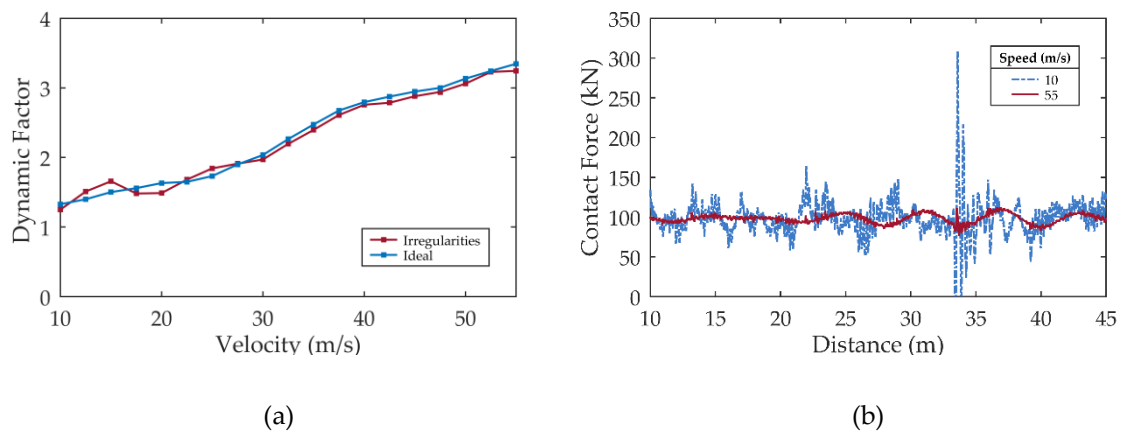 4
3
2
1
0
Dynamic Factor
Irregularities
Ideal
10 20 30 40 50
Velocity (m/s)
(a)
350
300
250
200
150
100
50
0
Contact Force (kN)
Speed (m/s)
10
55
10 15 20 25 30 35 40 45
Distance (m)
(b)